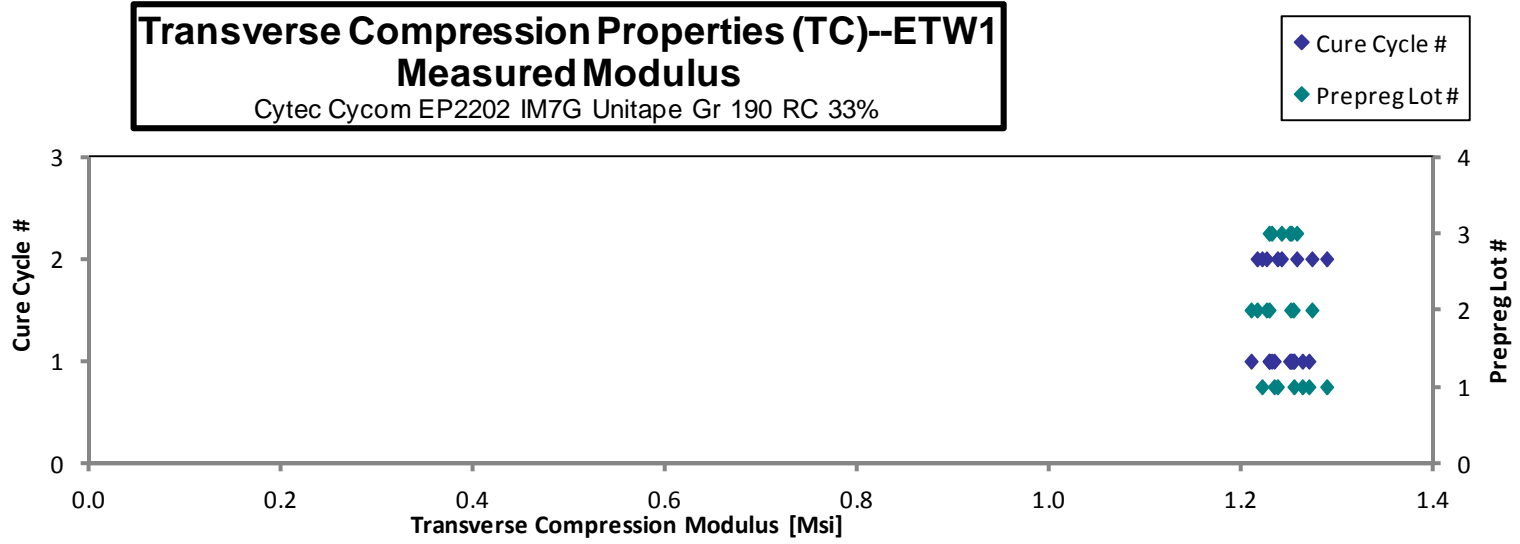 Transverse Compression Properties (TC)--ETW1
Measured Modulus
Cytec Cycom EP2202 IM7G Unitape Gr 190 RC 33%
Cure Cycle #
Prepreg Lot #
3
2
1
0
Cure Cycle #
4
3
2
1
0
Prepreg Lot #
0.0 0.2 0.4 0.6 0.8 1.0 1.2 1.4
Transverse Compression Modulus [Msi]